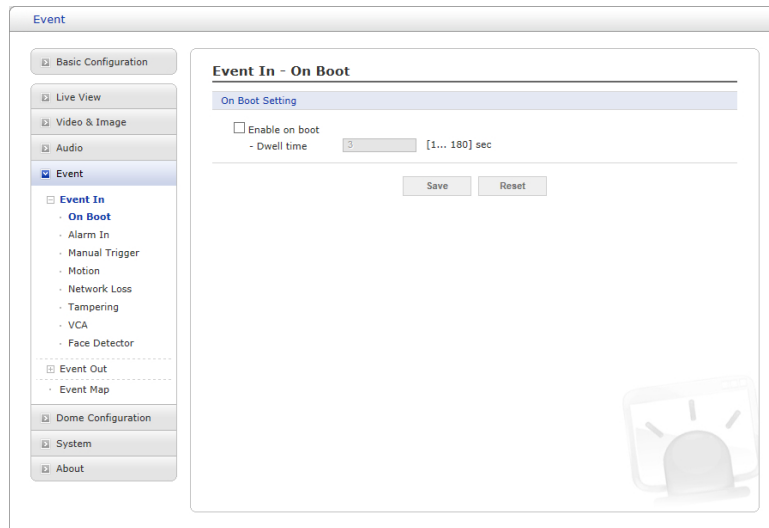 Event
Basic Configuration
Live View
Video & Image
Audio
Event
Event In
On Boot
Alarm In
Manual Trigger
Motion
Network Loss
Tampering
VCA
Face Detector
Event Out
Event Map
Dome Configuration
System
About
Event In - On Boot
On Boot Setting
Enable on boot
- Dwell time 3 [1... 180] sec
Save Reset